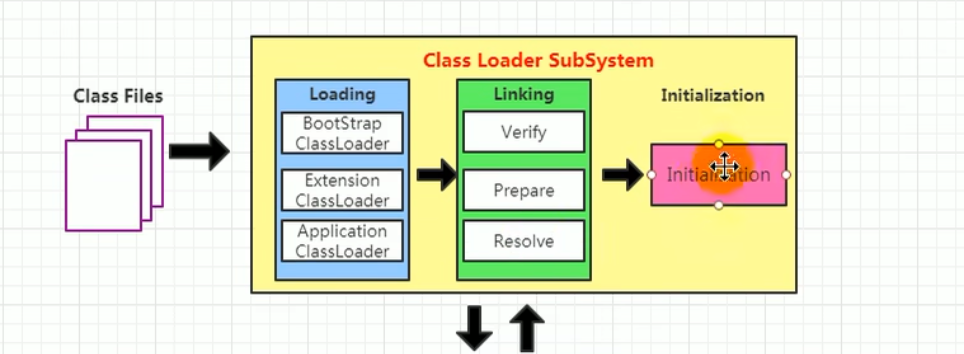 Class Loader SubSystem
Class Files
Loading
BootStrap
ClassLoader
Extension
ClassLoader
Application
ClassLoader
Linking
Verify
Prepare
Resolve
Initialization
Initialization